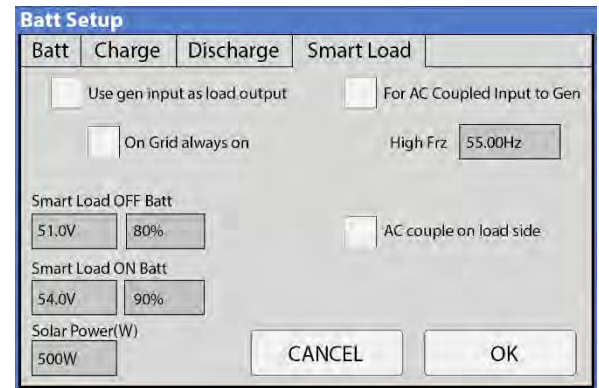 Batt Setup
Batt Charge Discharge Smart Load
Use gen input as load output For AC Coupled Input to Gen
On Grid always on High Frz 55.00Hz
Smart Load OFF Batt
51.0V 80% AC couple on load side
Smart Load ON Batt
54.0V 90%
Solar Power(W)
500W CANCEL OK